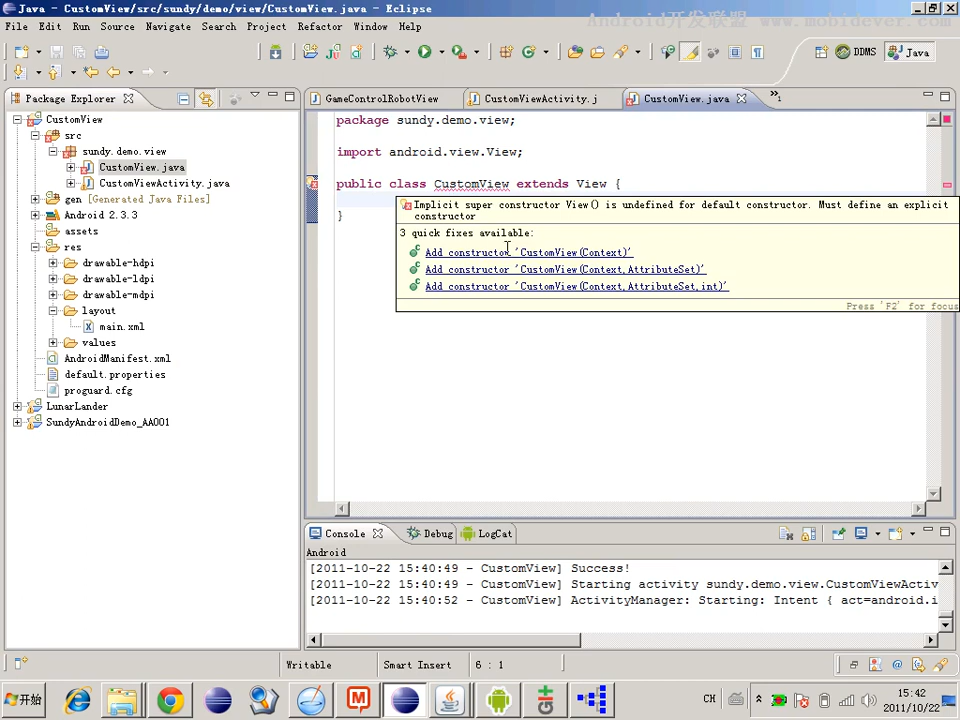 Java - CustomView/src/sundy/demo/view/CustomView.java - Eclipse
Android开发联盟 www.mobidever.com
File Edit Run Source Navigate Search Project Refactor Window Help
DDMS Java
Package Explorer
GameControlRobotView CustomViewActivity.j CustomView.java »1
CustomView
src
sundy.demo.view
CustomView.java
CustomViewActivity.java
gen [Generated Java Files]
Android 2.3.3
assets
res
drawable-hdpi
drawable-ldpi
drawable-mdpi
layout
main.xml
values
AndroidManifest.xml
default.properties
proguard.cfg
LunarLander
SundyAndroidDemo_AA001
package sundy.demo.view;
import android.view.View;
public class CustomView extends View {
}
Implicit super constructor View() is undefined for default constructor. Must define an explicit
constructor
3 quick fixes available:
Add constructor 'CustomView(Context)'
Add constructor 'CustomView(Context,AttributeSet)'
Add constructor 'CustomView(Context,AttributeSet,int)'
Press 'F2' for focus
Console Debug LogCat
Android
[2011-10-22 15:40:49 - CustomView] Success!
[2011-10-22 15:40:49 - CustomView] Starting activity sundy.demo.view.CustomViewActiv
[2011-10-22 15:40:52 - CustomView] ActivityManager: Starting: Intent { act=android.i
Writable Smart Insert 6 : 1
开始 CH 15:42
2011/10/22